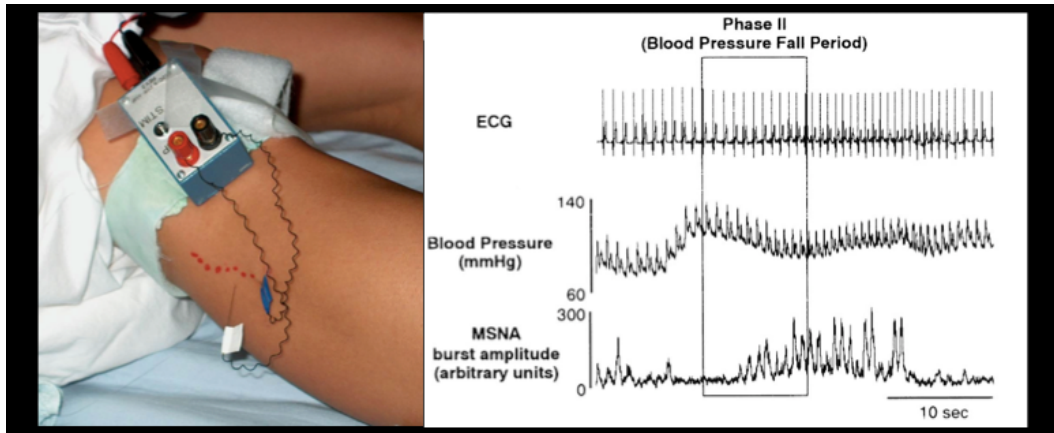 STIM
Phase II
(Blood Pressure Fall Period)
ECG
140
Blood Pressure
(mmHg)
60
300
MSNA
burst amplitude
(arbitrary units)
0
10 sec